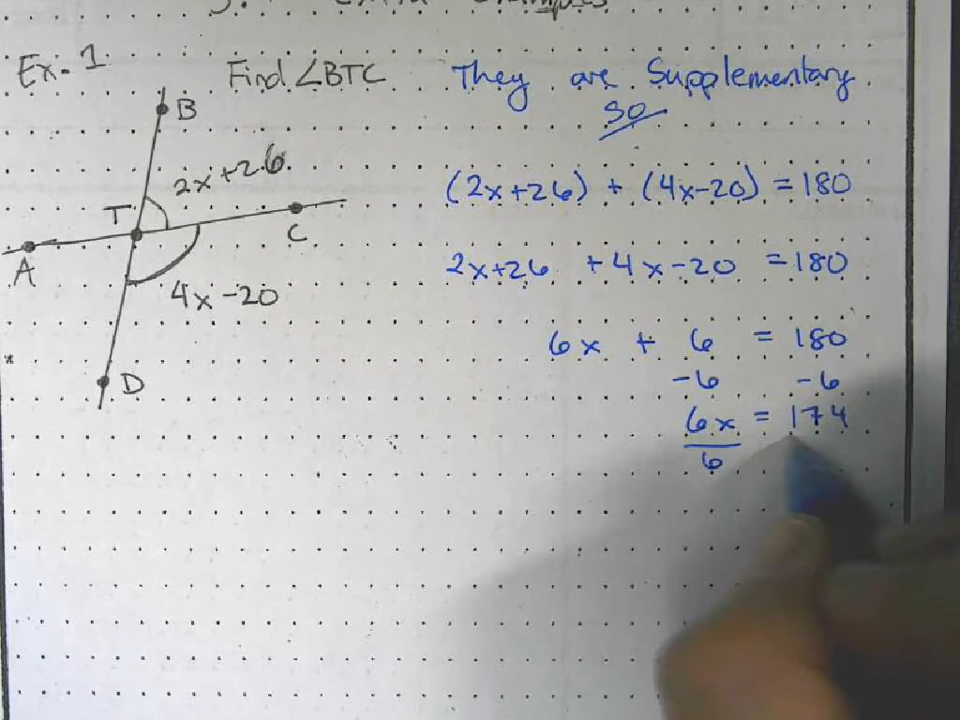 Ex. 1
Find ∠BTC
They are Supplementary
so
B
2x+26
T
C
A
4x-20
D
(2x+26) + (4x-20) = 180
2x+26 +4x-20 = 180
6x + 6 = 180
-6 -6
6x = 174
6